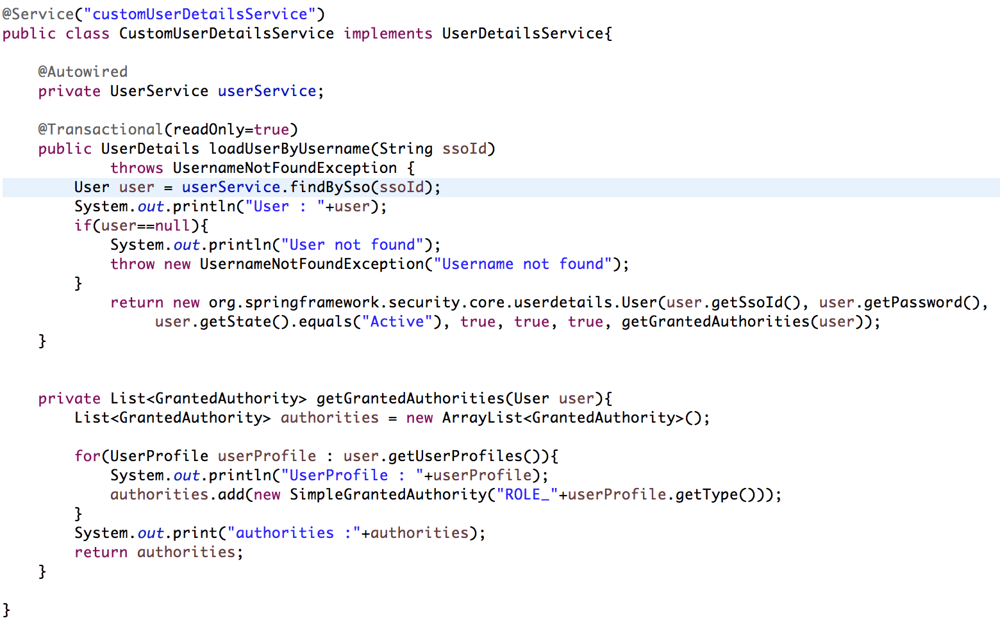 @Service("customUserDetailsService")
public class CustomUserDetailsService implements UserDetailsService{
@Autowired
private UserService userService;
@Transactional(readOnly=true)
public UserDetails loadUserByUsername(String ssoId)
throws UsernameNotFoundException {
User user = userService.findBySso(ssoId);
System.out.println("User : "+user);
if(user==null){
System.out.println("User not found");
throw new UsernameNotFoundException("Username not found");
}
return new org.springframework.security.core.userdetails.User(user.getSsoId(), user.getPassword(),
user.getState().equals("Active"), true, true, true, getGrantedAuthorities(user));
}
private List<GrantedAuthority> getGrantedAuthorities(User user){
List<GrantedAuthority> authorities = new ArrayList<GrantedAuthority>();
for(UserProfile userProfile : user.getUserProfiles()){
System.out.println("UserProfile : "+userProfile);
authorities.add(new SimpleGrantedAuthority("ROLE_"+userProfile.getType()));
}
System.out.print("authorities :"+authorities);
return authorities;
}
}